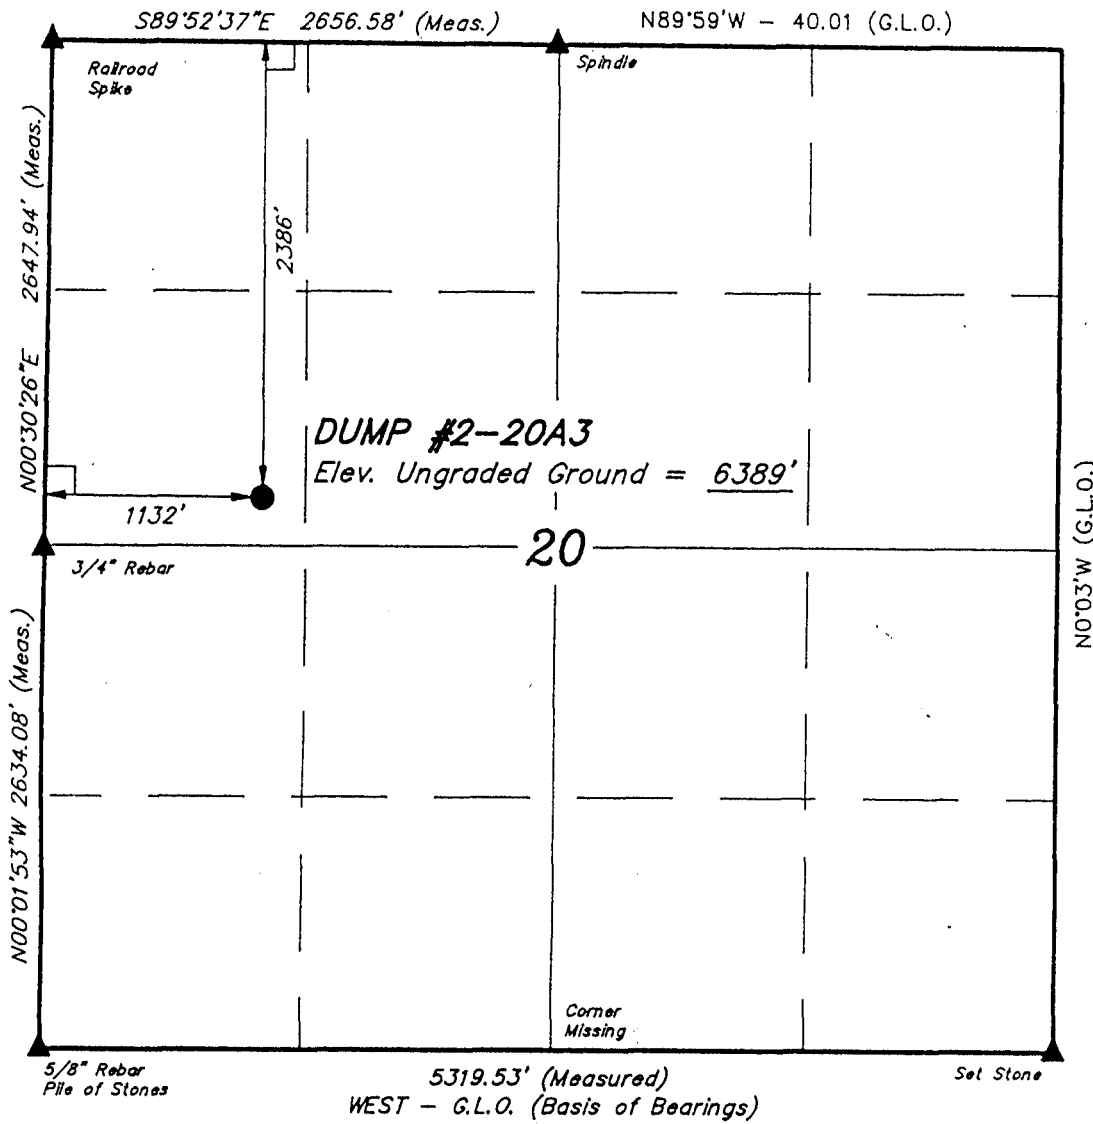 S89°52'37"E 2656.58' (Meas.)
N89°59'W - 40.01 (G.L.O.)
Railroad
Spike
Spindle
N00°30'26"E 2647.94' (Meas.)
2386'
DUMP #2-20A3
Elev. Ungraded Ground = 6389'
1132'
20
3/4" Rebar
N0°03'W (G.L.O.)
N00°01'53"W 2634.08' (Meas.)
Corner
Missing
5/8" Rebar
Pile of Stones
Set Stone
5319.53' (Measured)
WEST - G.L.O. (Basis of Bearings)